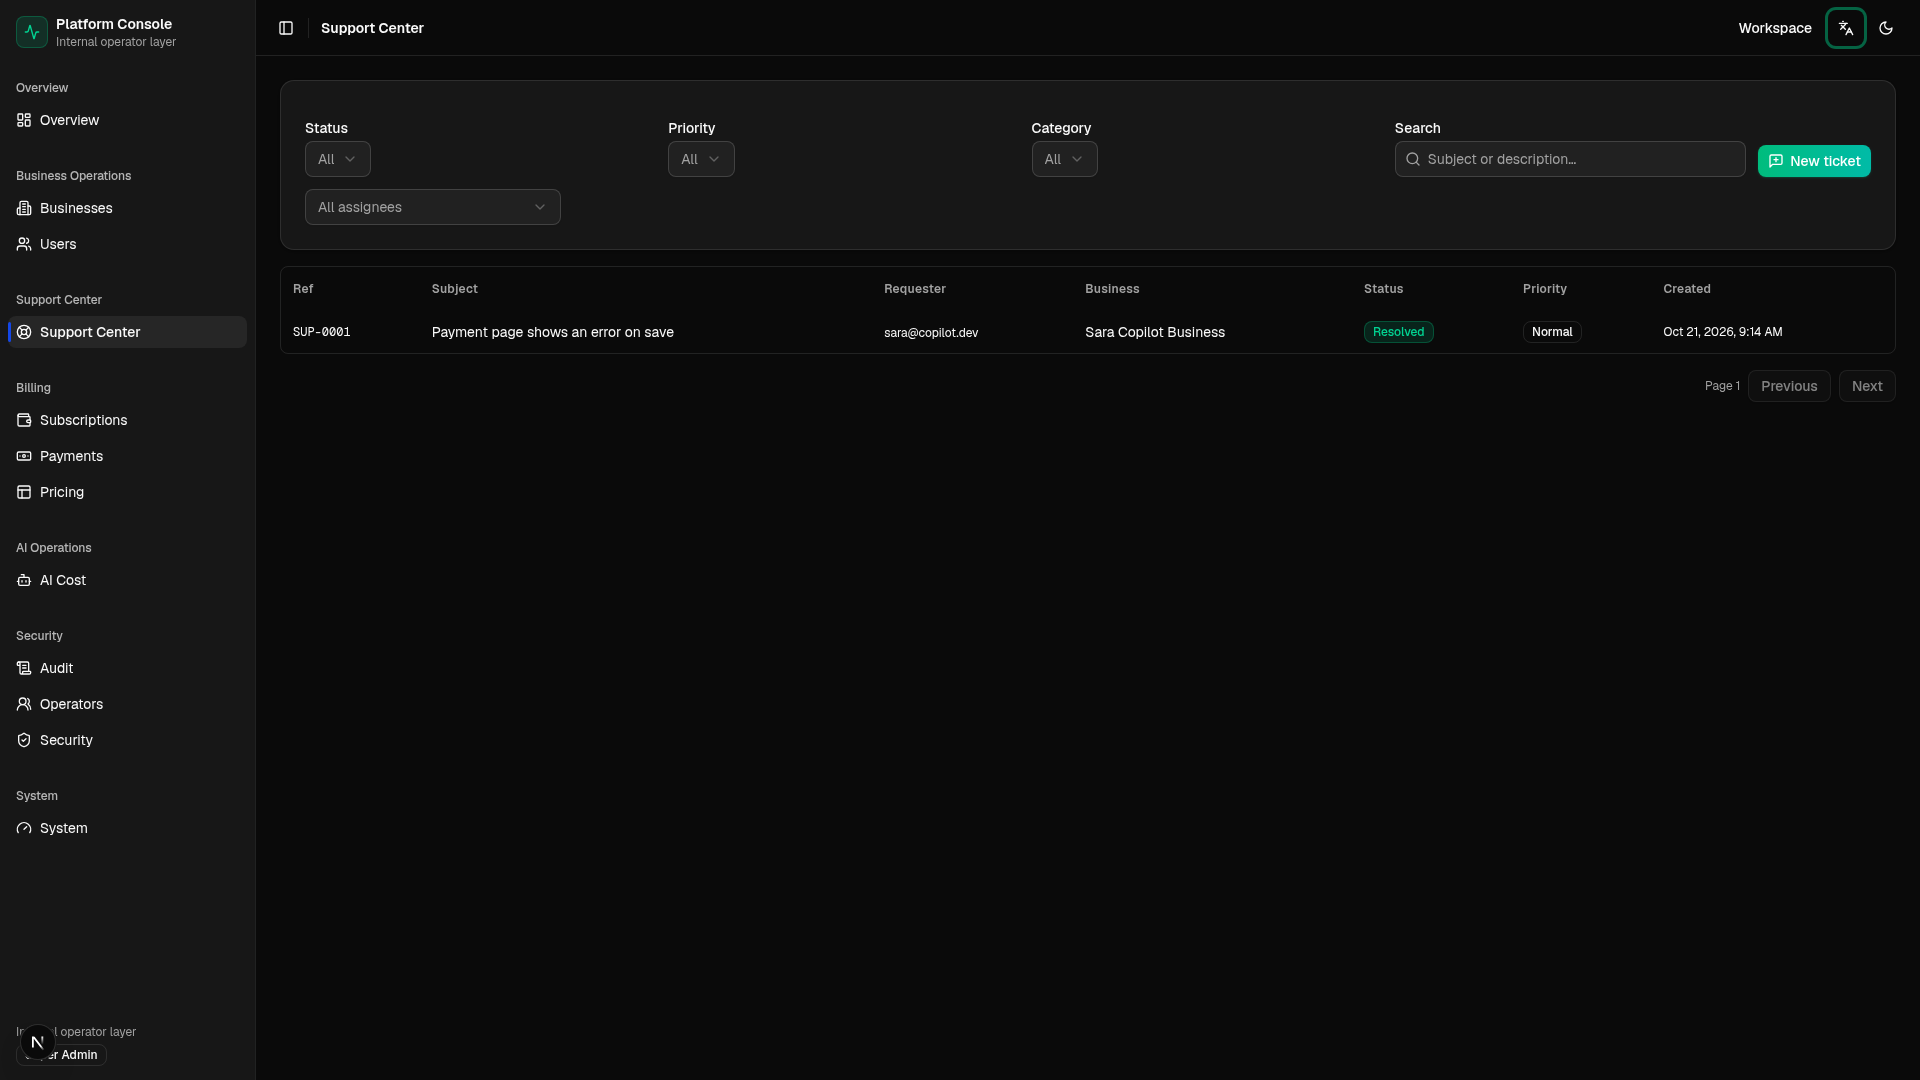 Platform Console
Internal operator layer
Overview
Overview
Business Operations
Businesses
Users
Support Center
Support Center
Billing
Subscriptions
Payments
Pricing
AI Operations
AI Cost
Security
Audit
Operators
Security
System
System
operator layer
Admin
Support Center
Workspace
Status
Priority
Category
Search
All
All
All
Subject or description...
New ticket
All assignees
Ref Subject Requester Business Status Priority Created
SUP-0001 Payment page shows an error on save sara@copilot.dev Sara Copilot Business Resolved Normal Oct 21, 2026, 9:14 AM
Page 1 Previous Next
N